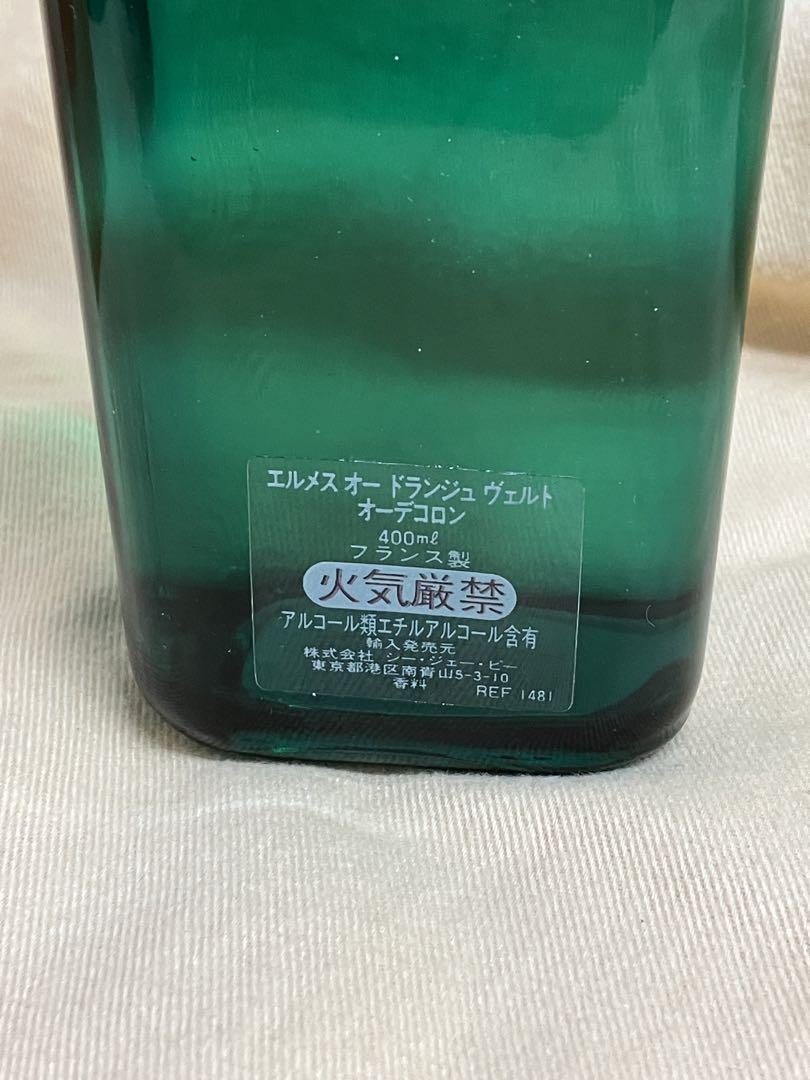 エルメス オー ドランジュ ヴェルト
オーデコロン
400mℓ
フランス製
火気厳禁
アルコール類エチルアルコール含有
輸入発売元
株式会社 シー・ジェー・ピー
東京都港区南青山5-3-10
香料 REF 1481